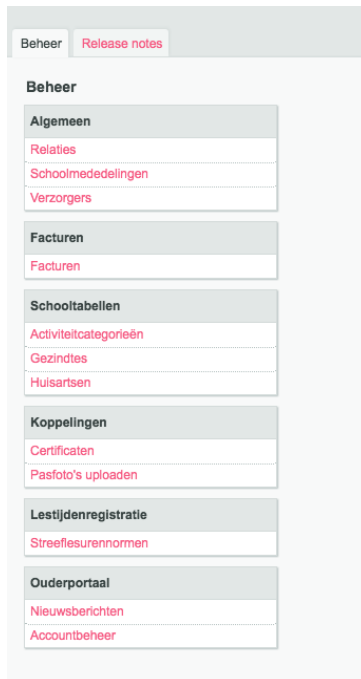 Beheer Release notes
Beheer
Algemeen
Relaties
Schoolmededelingen
Verzorgers
Facturen
Facturen
Schooltabellen
Activiteitcategorieën
Gezindtes
Huisartsen
Koppelingen
Certificaten
Pasfoto's uploaden
Lestijdenregistratie
Streeflesurennormen
Ouderportaal
Nieuwsberichten
Accountbeheer